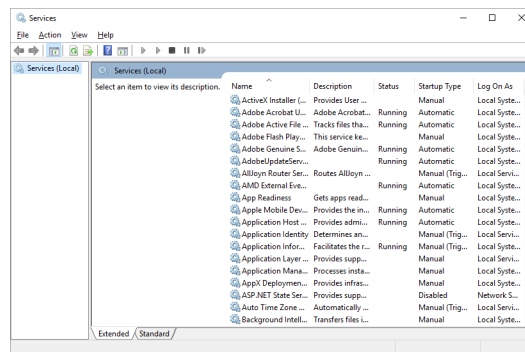 Services
File Action View Help
Services (Local)
Services (Local)
Select an item to view its description.
Name Description Status Startup Type Log On As
ActiveX Installer (... Provides User ... Manual Local Syste...
Adobe Acrobat U... Adobe Acrobat... Running Automatic Local Syste...
Adobe Active File ... Tracks files tha... Running Automatic Local Syste...
Adobe Flash Play... This service ke... Manual Local Syste...
Adobe Genuine S... Adobe Genuin... Running Automatic Local Syste...
AdobeUpdateServ... Running Automatic Local Syste...
AllJoyn Router Ser... Routes AllJoyn ... Manual (Trig... Local Servi...
AMD External Eve... Running Automatic Local Syste...
App Readiness Gets apps read... Manual Local Syste...
Apple Mobile Dev... Provides the in... Running Automatic Local Syste...
Application Host ... Provides admi... Running Automatic Local Syste...
Application Identity Determines an... Manual (Trig... Local Servi...
Application Infor... Facilitates the r... Running Manual (Trig... Local Syste...
Application Layer ... Provides supp... Manual Local Servi...
Application Mana... Processes insta... Manual Local Syste...
AppX Deploymen... Provides infras... Manual Local Syste...
ASP.NET State Ser... Provides supp... Disabled Network S...
Auto Time Zone ... Automatically ... Manual (Trig... Local Servi...
Background Intell... Transfers files i... Manual Local Syste...
Extended Standard